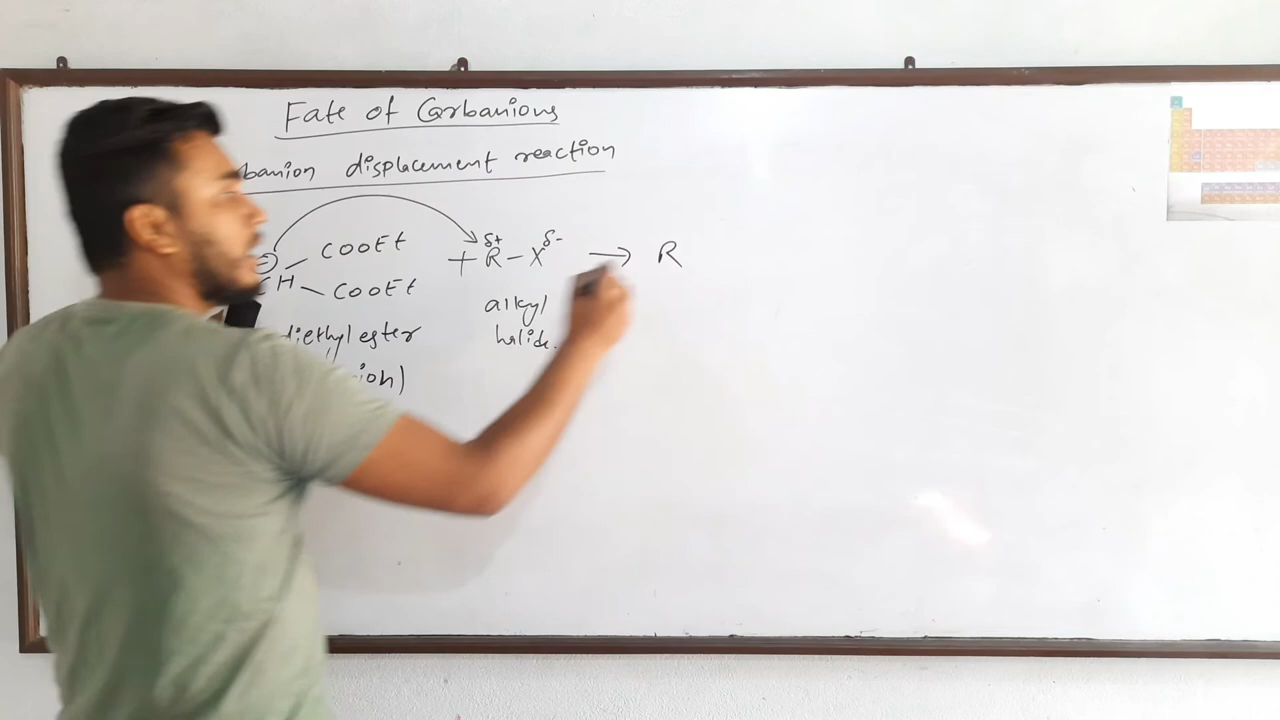 Fate of Carbanions
banion displacement reaction
COOEt
⊖ CH + R – X → R
δ+ δ-
COOEt
diethyl ester
alkyl
halide.
ion)